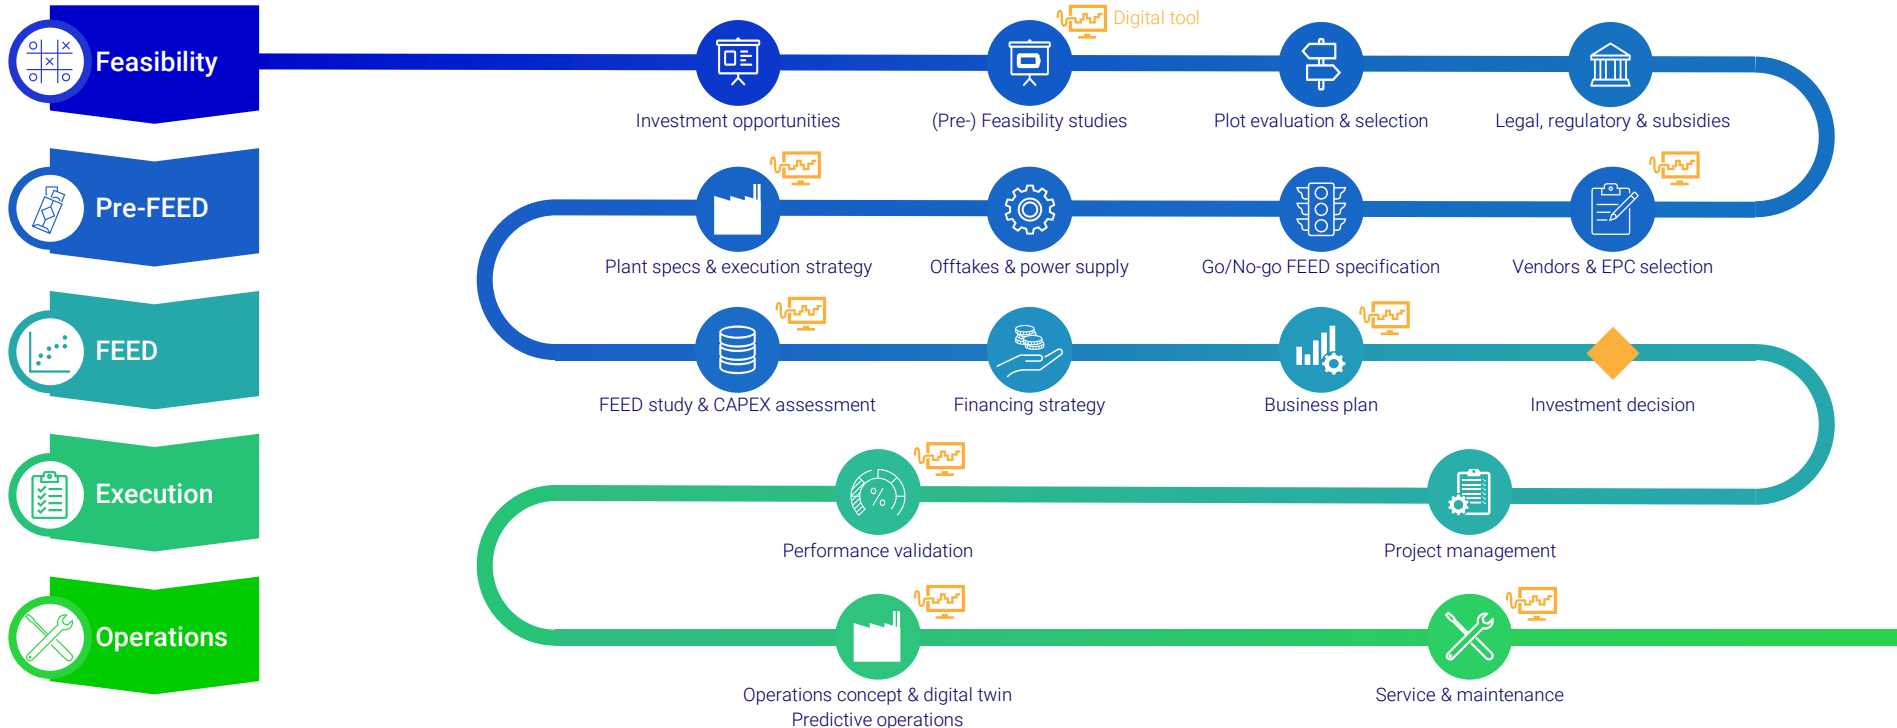 Feasibility
Digital tool
Investment opportunities
(Pre-) Feasibility studies
Plot evaluation & selection
Legal, regulatory & subsidies
Pre-FEED
Plant specs & execution strategy
Offtakes & power supply
Go/No-go FEED specification
Vendors & EPC selection
FEED
FEED study & CAPEX assessment
Financing strategy
Business plan
Investment decision
Execution
%
Performance validation
Project management
Operations
Operations concept & digital twin
Predictive operations
Service & maintenance